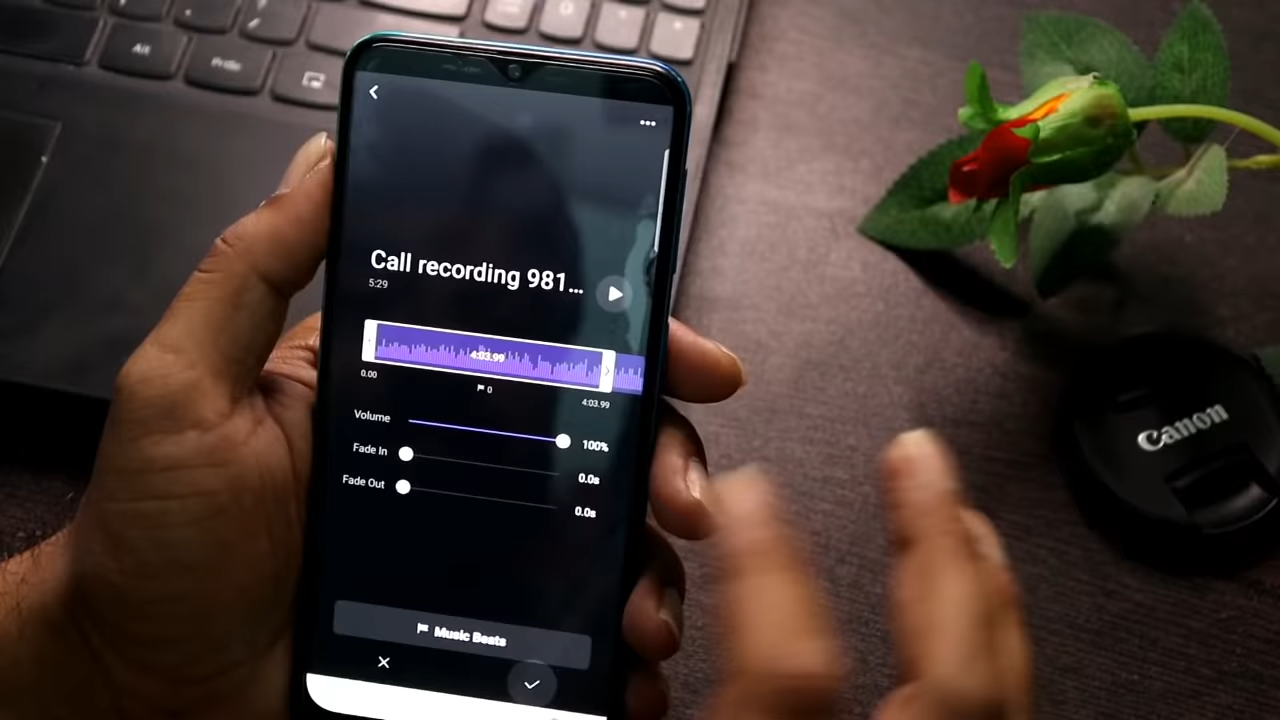 Alt
PrtSc
Call recording 981...
5:29
4:03.99
0.00
0
4:03.99
Volume
100%
Fade In
0.0s
Fade Out
0.0s
Music Beats
Canon